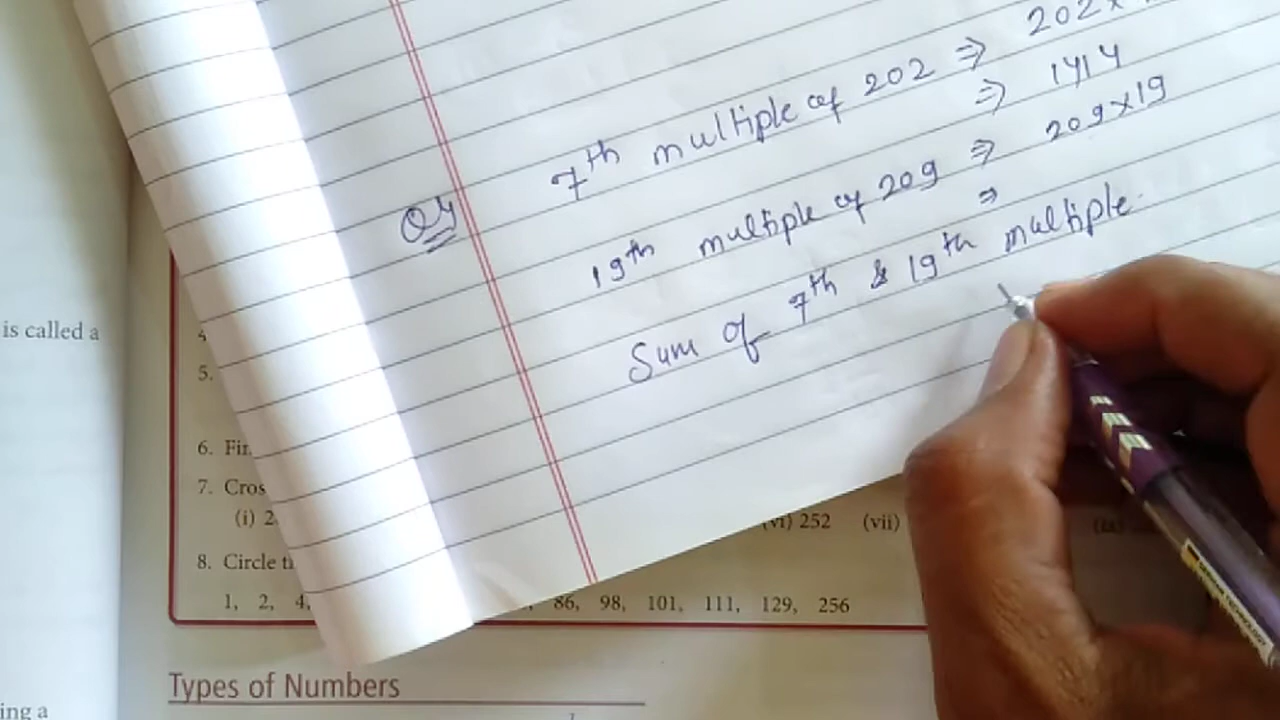 7th multiple of 202 ⇒ 202×
⇒ 1414
Q4
19th multiple of 209 ⇒ 209×19
⇒
Sum of 7th & 19th multiple.
is called a
5.
6. Fin
7. Cros
(i) 2 (vi) 252 (vii)
8. Circle
1, 2, 4, 86, 98, 101, 111, 129, 256
Types of Numbers
ing a